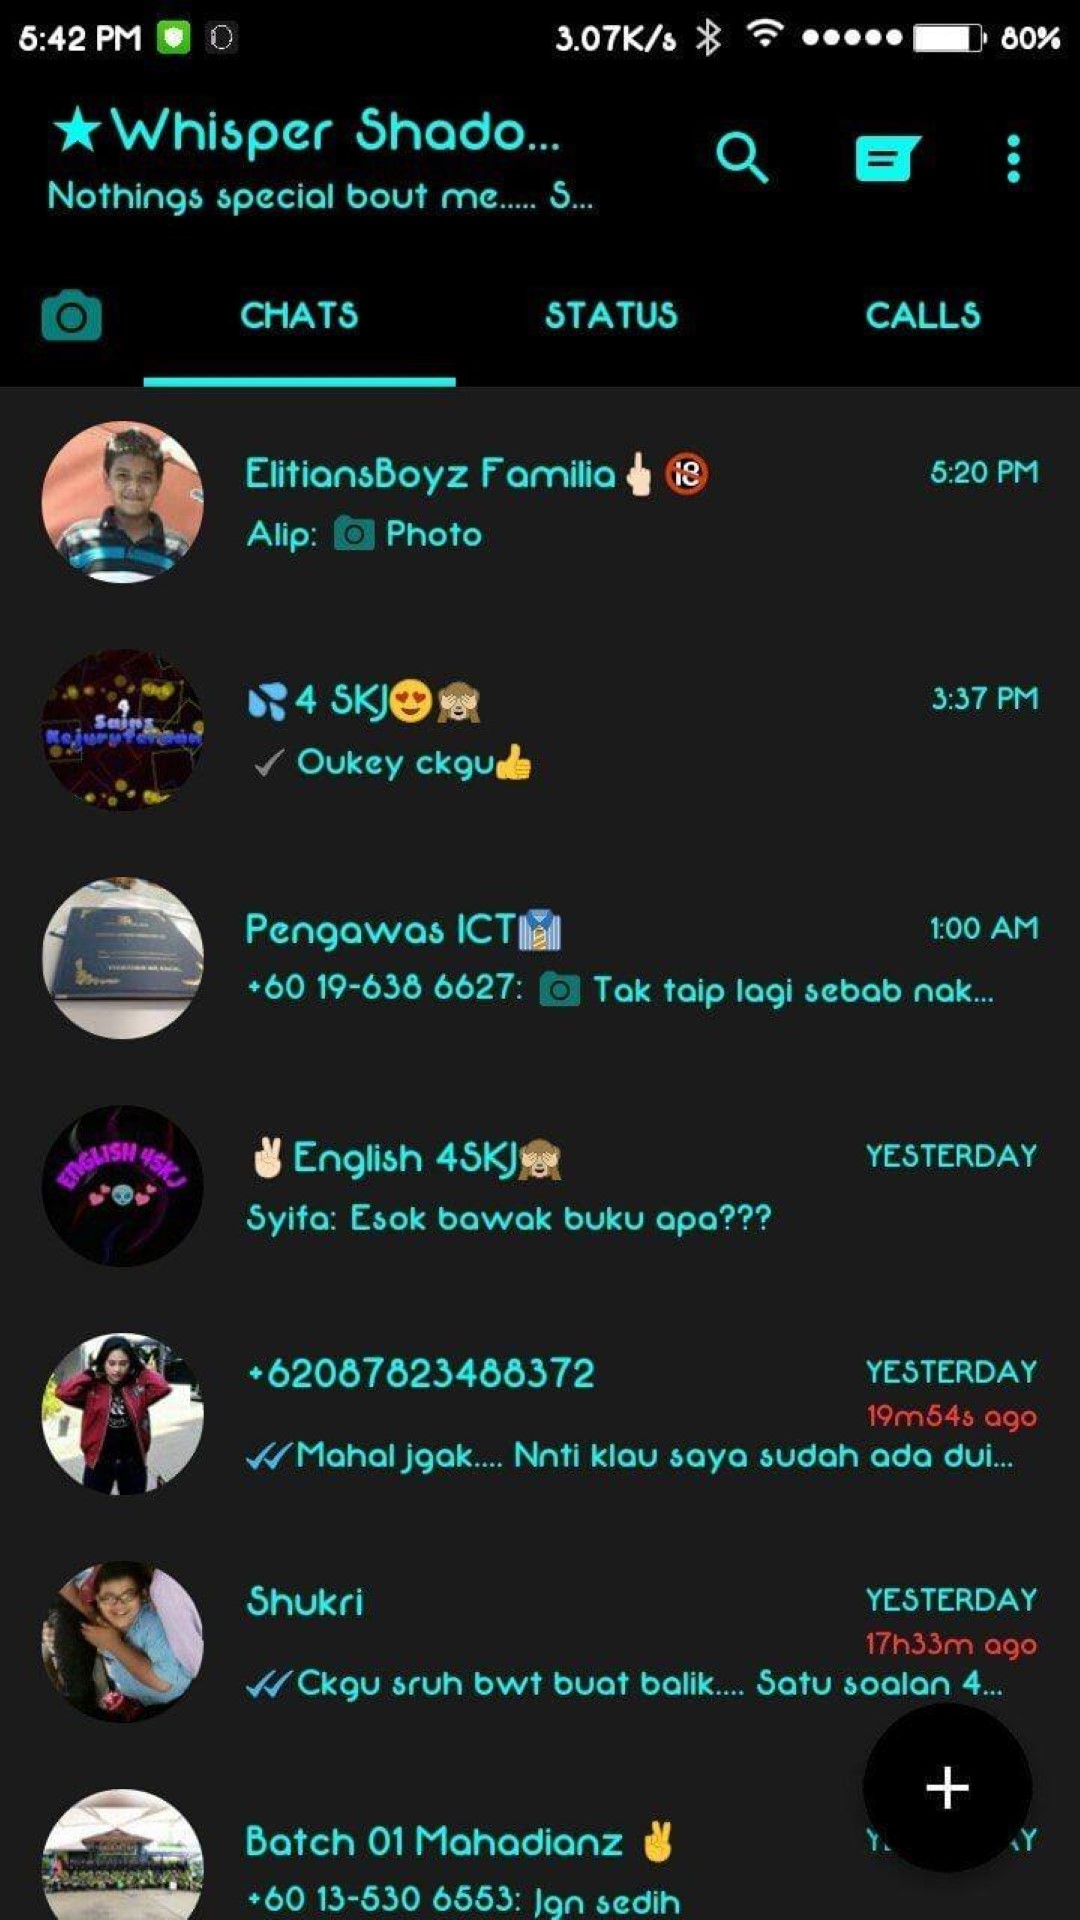 5:42 PM 3.07K/s 80%
★Whisper Shado...
Nothings special bout me..... S...
CHATS STATUS CALLS
ElitiansBoyz Familia🖕🏻🔞 5:20 PM
Alip: 📷 Photo
💦4 SKJ😍🙈 3:37 PM
4
Sains
Kejuruteraan
✓ Oukey ckgu👍
Pengawas ICT👔 1:00 AM
+60 19-638 6627: 📷 Tak taip lagi sebab nak...
✌🏻English 4SKJ🙈 YESTERDAY
ENGLISH 4SKJ
Syifa: Esok bawak buku apa???
+62087823488372 YESTERDAY
19m54s ago
✓✓Mahal jgak.... Nnti klau saya sudah ada dui...
Shukri YESTERDAY
17h33m ago
✓✓Ckgu sruh bwt buat balik.... Satu soalan 4...
Batch 01 Mahadianz ✌
+60 13-530 6553: Jgn sedih